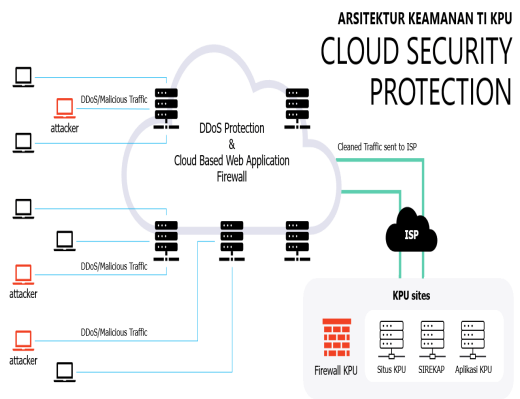 ARSITEKTUR KEAMANAN TI KPU
CLOUD SECURITY
PROTECTION
DDoS/Malicious Traffic
attacker
DDoS Protection
&
Cloud Based Web Application
Firewall
Cleaned Traffic sent to ISP
ISP
DDoS/Malicious Traffic
attacker
DDoS/Malicious Traffic
attacker
KPU sites
Firewall KPU
Situs KPU
SIREKAP
Aplikasi KPU